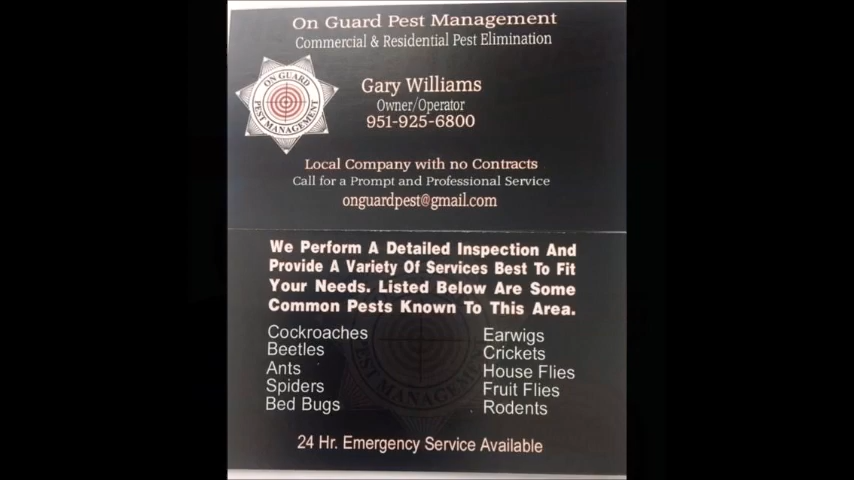 On Guard Pest Management
Commercial & Residential Pest Elimination
ON GUARD
PEST MANAGEMENT
Gary Williams
Owner/Operator
951-925-6800
Local Company with no Contracts
Call for a Prompt and Professional Service
onguardpest@gmail.com
We Perform A Detailed Inspection And
Provide A Variety Of Services Best To Fit
Your Needs. Listed Below Are Some
Common Pests Known To This Area.
Cockroaches
Beetles
Ants
Spiders
Bed Bugs
Earwigs
Crickets
House Flies
Fruit Flies
Rodents
PEST MANAGEMENT
24 Hr. Emergency Service Available